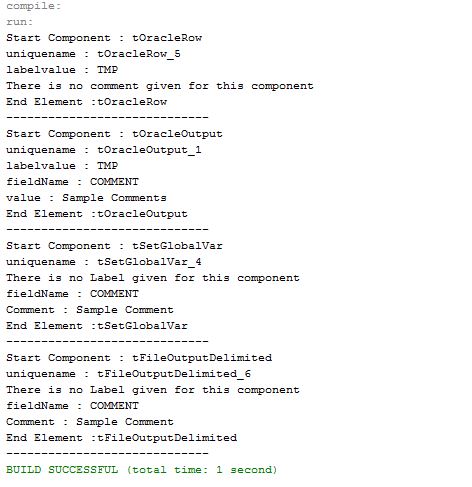 compile:
run:
Start Component : tOracleRow
uniquename : tOracleRow_5
labelvalue : TMP
There is no comment given for this component
End Element :tOracleRow
-----------------------------
Start Component : tOracleOutput
uniquename : tOracleOutput_1
labelvalue : TMP
fieldName : COMMENT
value : Sample Comments
End Element :tOracleOutput
-----------------------------
Start Component : tSetGlobalVar
uniquename : tSetGlobalVar_4
There is no Label given for this component
fieldName : COMMENT
Comment : Sample Comment
End Element :tSetGlobalVar
-----------------------------
Start Component : tFileOutputDelimited
uniquename : tFileOutputDelimited_6
There is no Label given for this component
fieldName : COMMENT
Comment : Sample Comment
End Element :tFileOutputDelimited
-----------------------------
BUILD SUCCESSFUL (total time: 1 second)